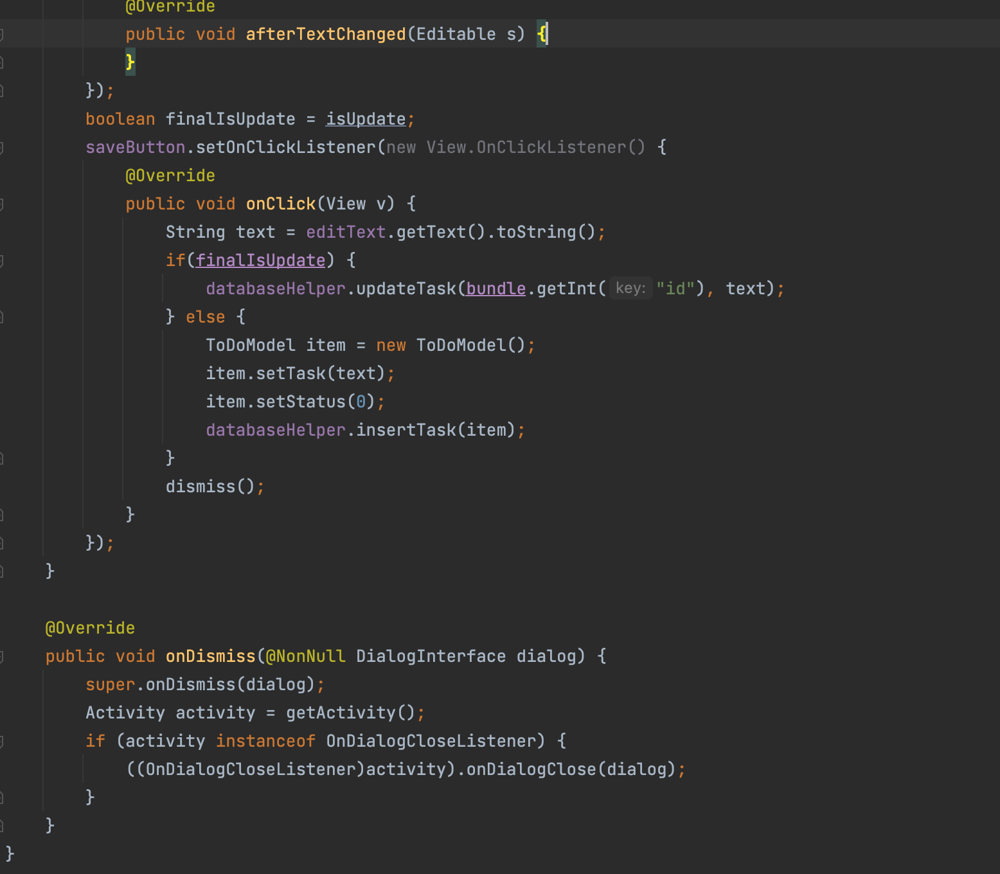 @Override
public void afterTextChanged(Editable s) {
}
});
boolean finalIsUpdate = isUpdate;
saveButton.setOnClickListener(new View.OnClickListener() {
@Override
public void onClick(View v) {
String text = editText.getText().toString();
if(finalIsUpdate) {
databaseHelper.updateTask(bundle.getInt( key: "id"), text);
} else {
ToDoModel item = new ToDoModel();
item.setTask(text);
item.setStatus(0);
databaseHelper.insertTask(item);
}
dismiss();
}
});
}
@Override
public void onDismiss(@NonNull DialogInterface dialog) {
super.onDismiss(dialog);
Activity activity = getActivity();
if (activity instanceof OnDialogCloseListener) {
((OnDialogCloseListener)activity).onDialogClose(dialog);
}
}
}